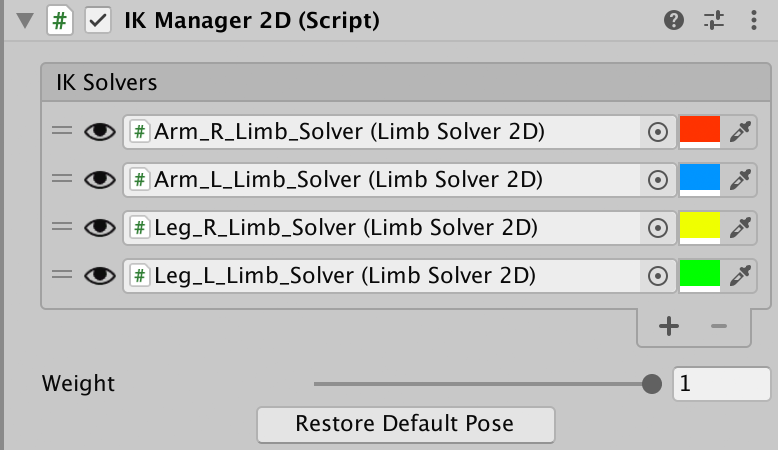 # IK Manager 2D (Script)
IK Solvers
# Arm_R_Limb_Solver (Limb Solver 2D)
# Arm_L_Limb_Solver (Limb Solver 2D)
# Leg_R_Limb_Solver (Limb Solver 2D)
# Leg_L_Limb_Solver (Limb Solver 2D)
Weight 1
Restore Default Pose